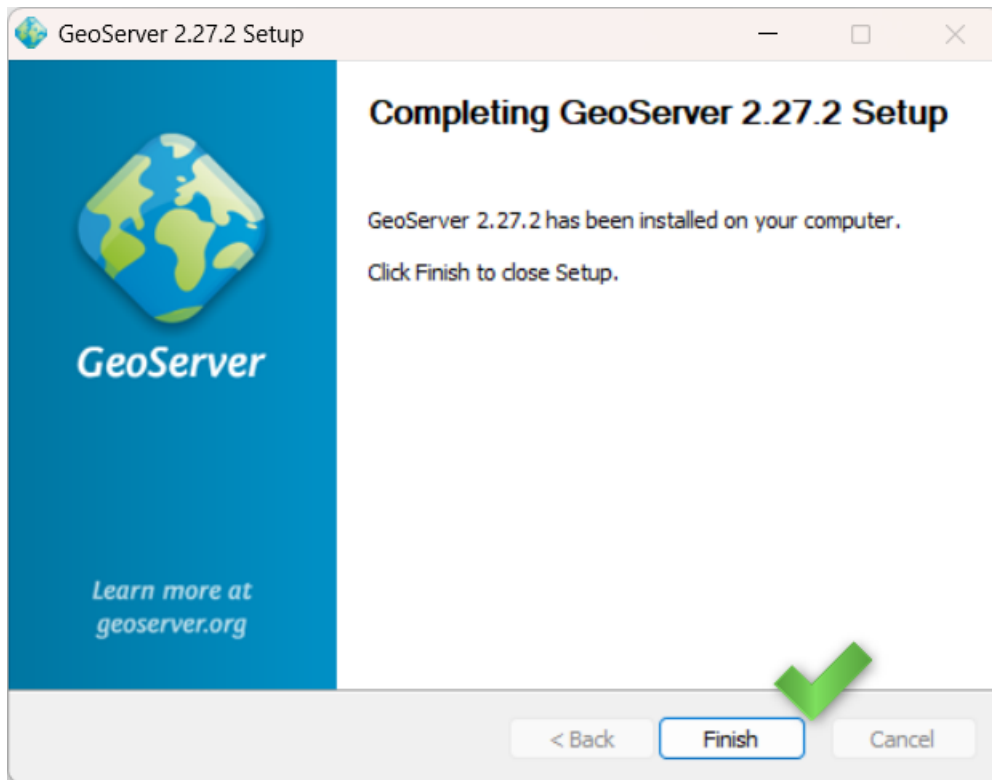 GeoServer 2.27.2 Setup
Completing GeoServer 2.27.2 Setup
GeoServer 2.27.2 has been installed on your computer.
Click Finish to close Setup.
GeoServer
Learn more at
geoserver.org
< Back
Finish
Cancel